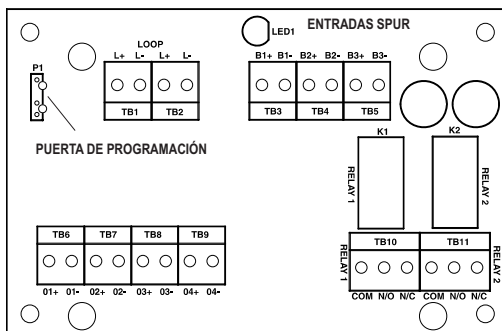 LOOP
LED1
ENTRADAS SPUR
L+ L- L+ L-
B1+ B1- B2+ B2- B3+ B3-
P1
TB1 TB2
TB3 TB4 TB5
PUERTA DE PROGRAMACIÓN
K1 K2
RELAY 1
RELAY 2
TB6 TB7 TB8 TB9
TB10 TB11
RELAY 1
RELAY 2
01+ 01- 02+ 02- 03+ 03- 04+ 04-
COM N/O N/C COM N/O N/C